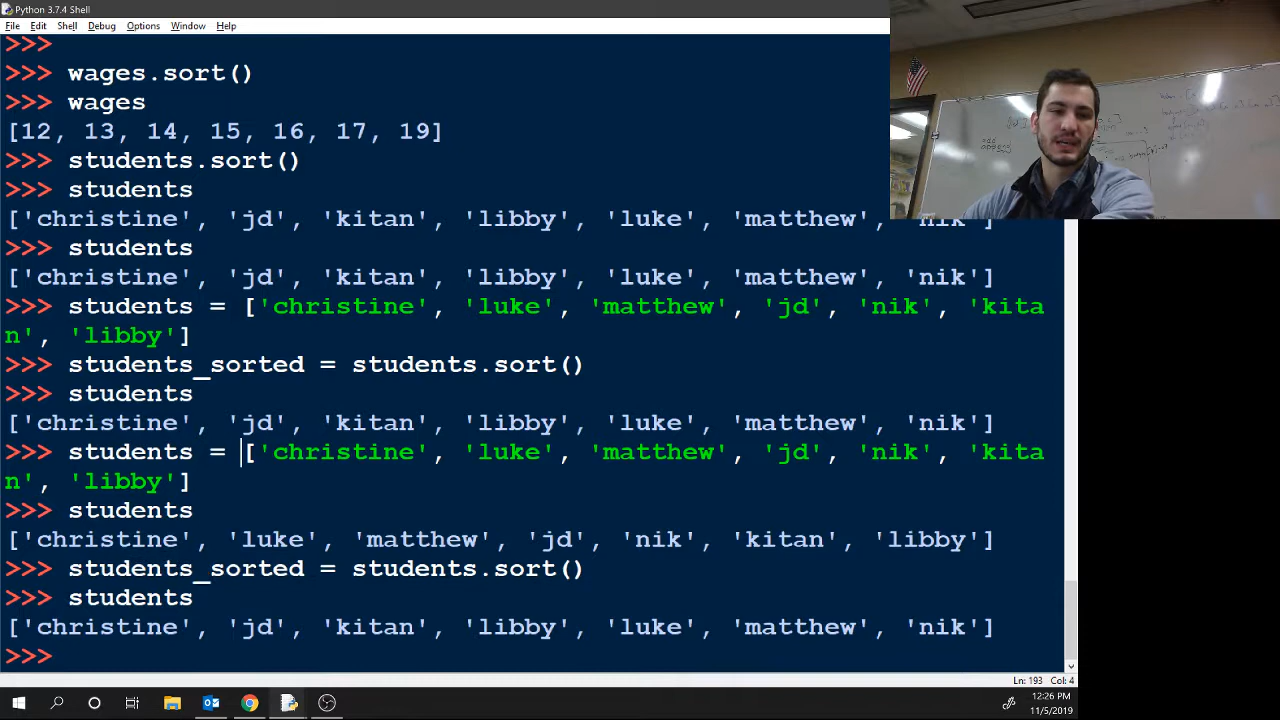 Python 3.7.4 Shell
File Edit Shell Debug Options Window Help
>>>
>>> wages.sort()
>>> wages
[12, 13, 14, 15, 16, 17, 19]
>>> students.sort()
>>> students
['christine', 'jd', 'kitan', 'libby', 'luke', 'matthew', 'nik']
>>> students
['christine', 'jd', 'kitan', 'libby', 'luke', 'matthew', 'nik']
>>> students = ['christine', 'luke', 'matthew', 'jd', 'nik', 'kita
n', 'libby']
>>> students_sorted = students.sort()
>>> students
['christine', 'jd', 'kitan', 'libby', 'luke', 'matthew', 'nik']
>>> students = ['christine', 'luke', 'matthew', 'jd', 'nik', 'kita
n', 'libby']
>>> students
['christine', 'luke', 'matthew', 'jd', 'nik', 'kitan', 'libby']
>>> students_sorted = students.sort()
>>> students
['christine', 'jd', 'kitan', 'libby', 'luke', 'matthew', 'nik']
>>>
Ln: 193 Col: 4
12:26 PM
11/5/2019